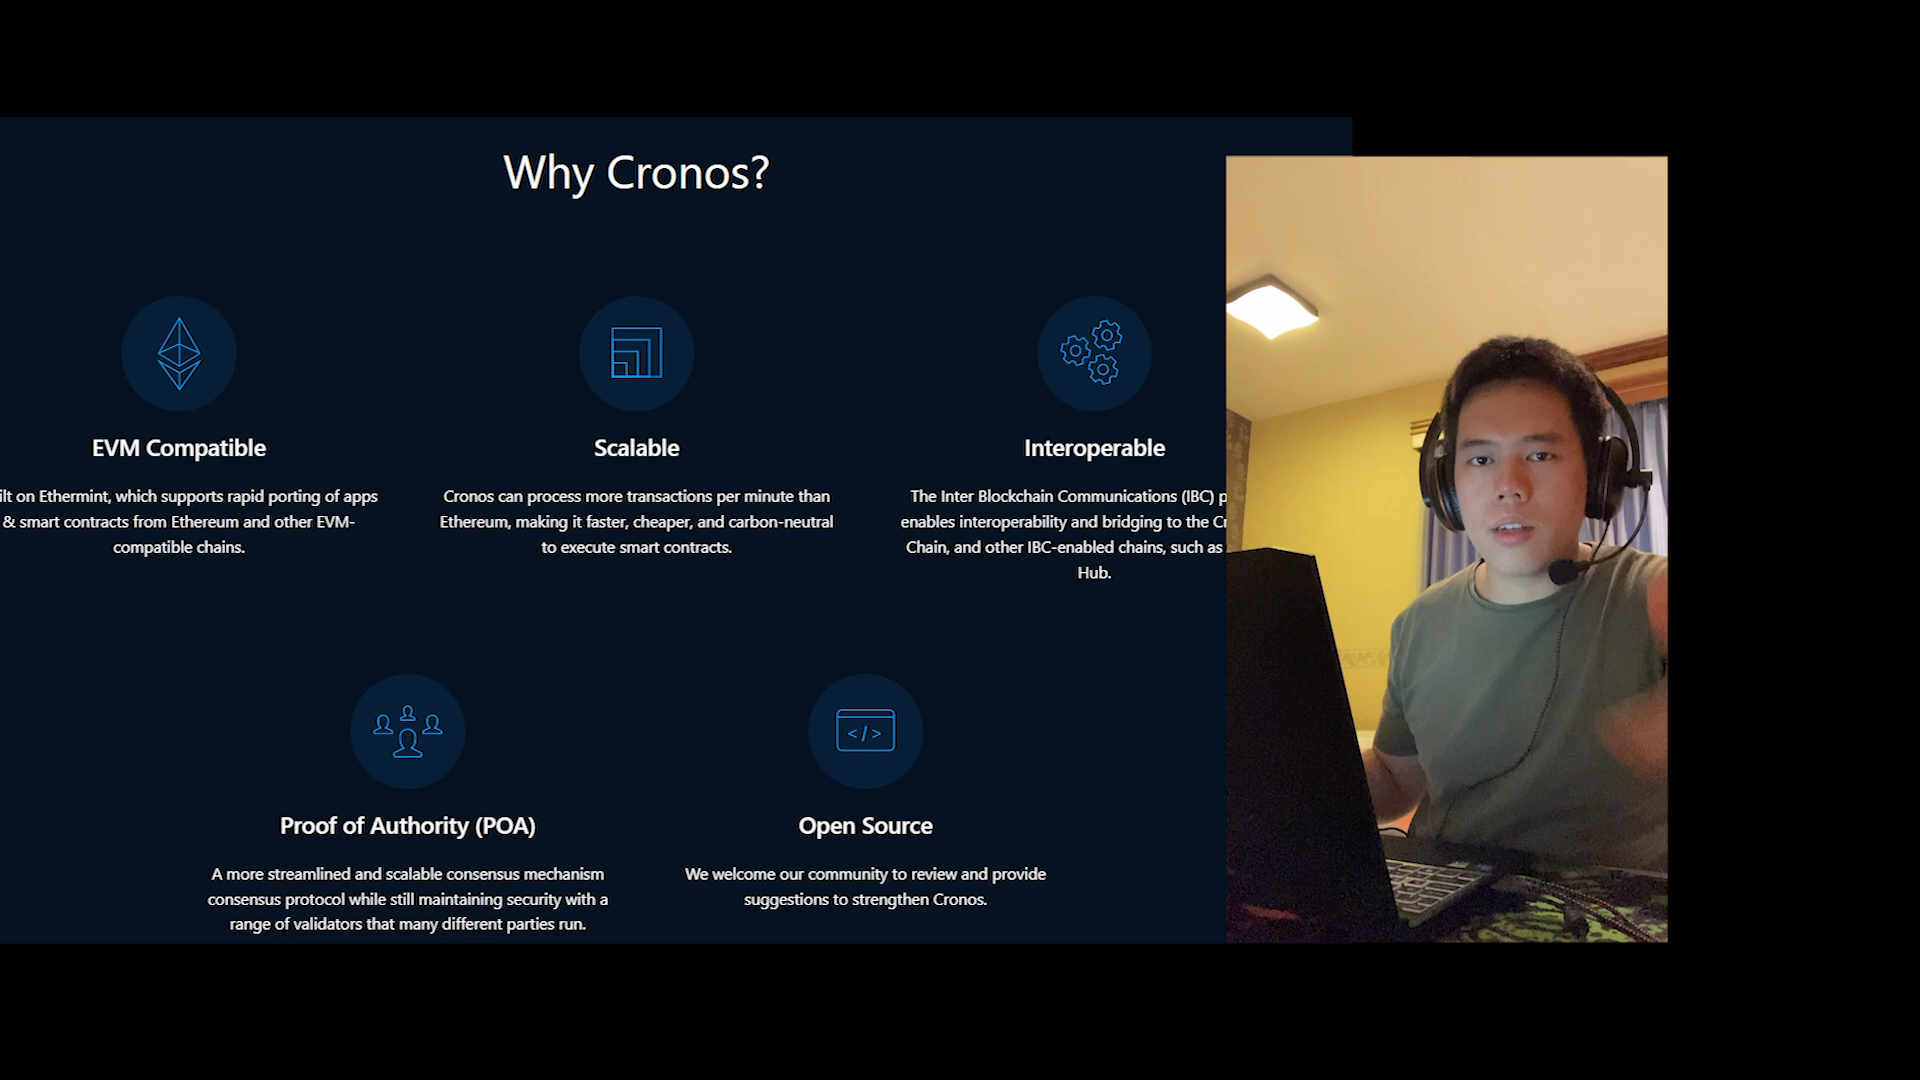 Why Cronos?
EVM Compatible
ilt on Ethermint, which supports rapid porting of apps
& smart contracts from Ethereum and other EVM-
compatible chains.
Scalable
Cronos can process more transactions per minute than
Ethereum, making it faster, cheaper, and carbon-neutral
to execute smart contracts.
Interoperable
The Inter Blockchain Communications (IBC) p
enables interoperability and bridging to the Cr
Chain, and other IBC-enabled chains, such as
Hub.
Proof of Authority (POA)
A more streamlined and scalable consensus mechanism
consensus protocol while still maintaining security with a
range of validators that many different parties run.
Open Source
</>
We welcome our community to review and provide
suggestions to strengthen Cronos.